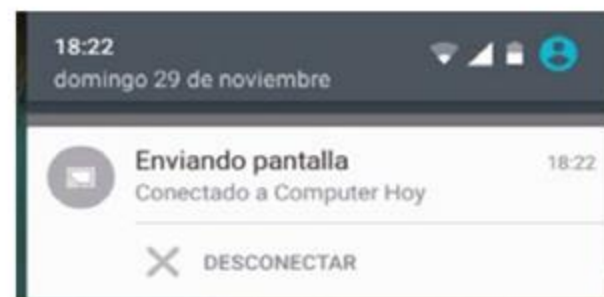 18:22
domingo 29 de noviembre
Enviando pantalla 18:22
Conectado a Computer Hoy
DESCONECTAR